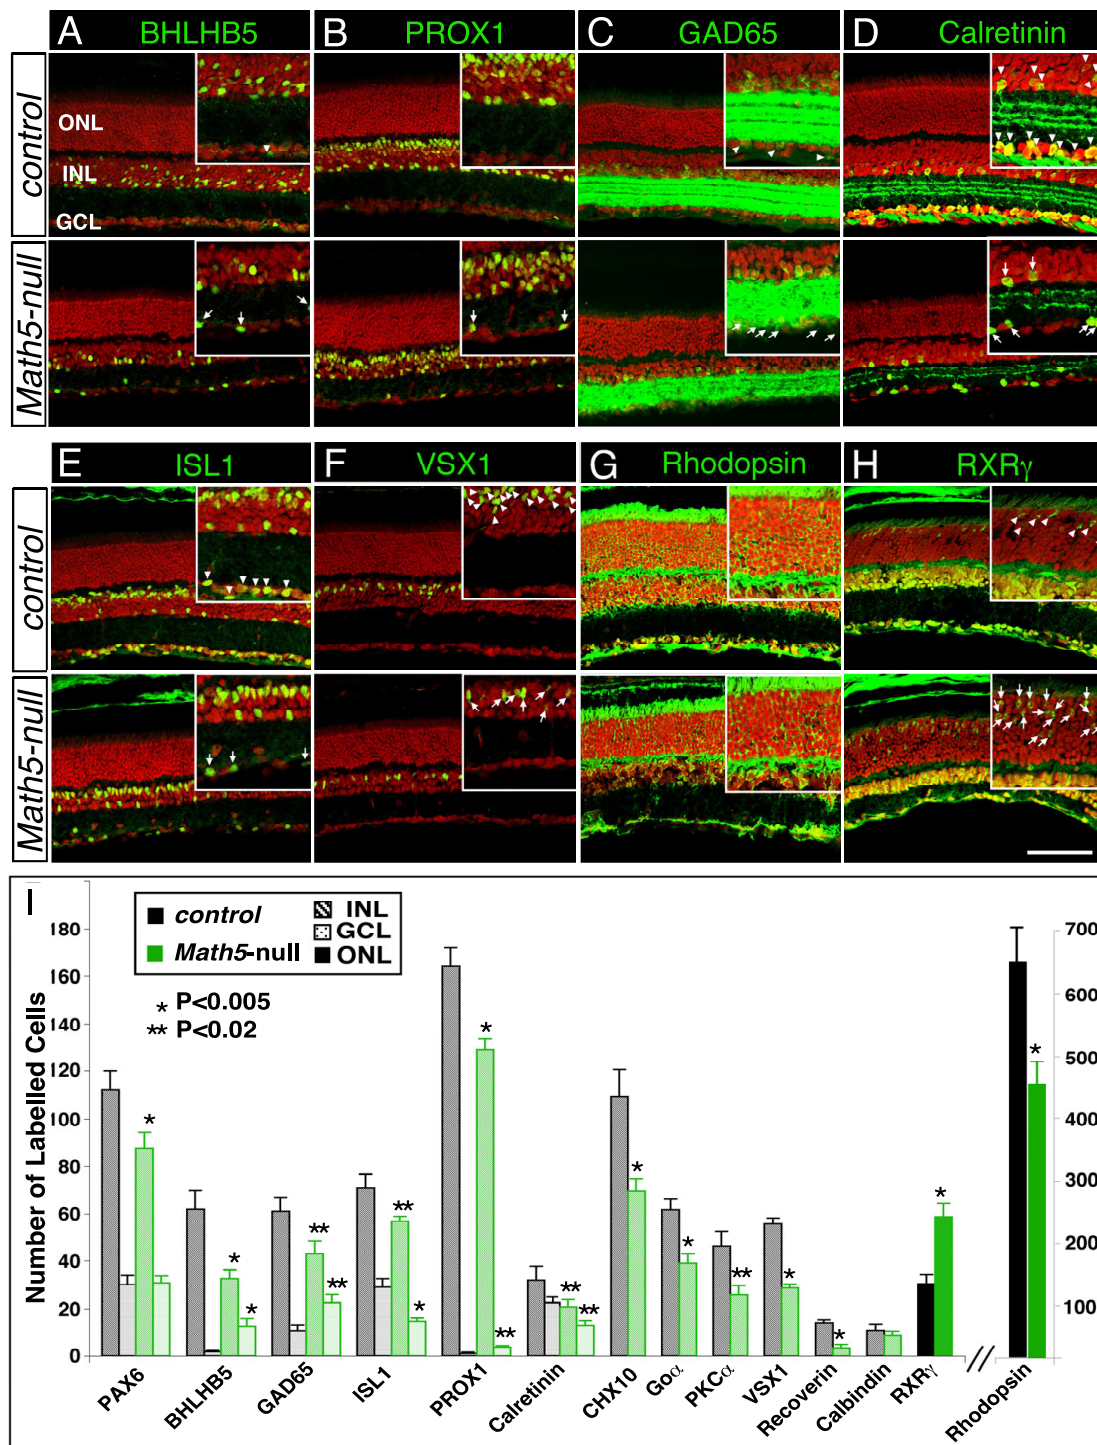 A BHLHB5
B PROX1
C GAD65
D Calretinin
control
ONL
INL
GCL
Math5-null
E ISL1
F VSX1
G Rhodopsin
H RXRγ
control
Math5-null
I
control
Math5-null
INL
GCL
ONL
* P<0.005
** P<0.02
Number of Labelled Cells
180
160
140
120
100
80
60
40
20
0
700
600
500
400
300
200
100
* * ** ** * ** * * ** ** ** * * ** * * * *
PAX6
BHLHB5
GAD65
ISL1
PROX1
Calretinin
CHX10
Goα
PKCα
VSX1
Recoverin
Calbindin
RXRγ
//
Rhodopsin